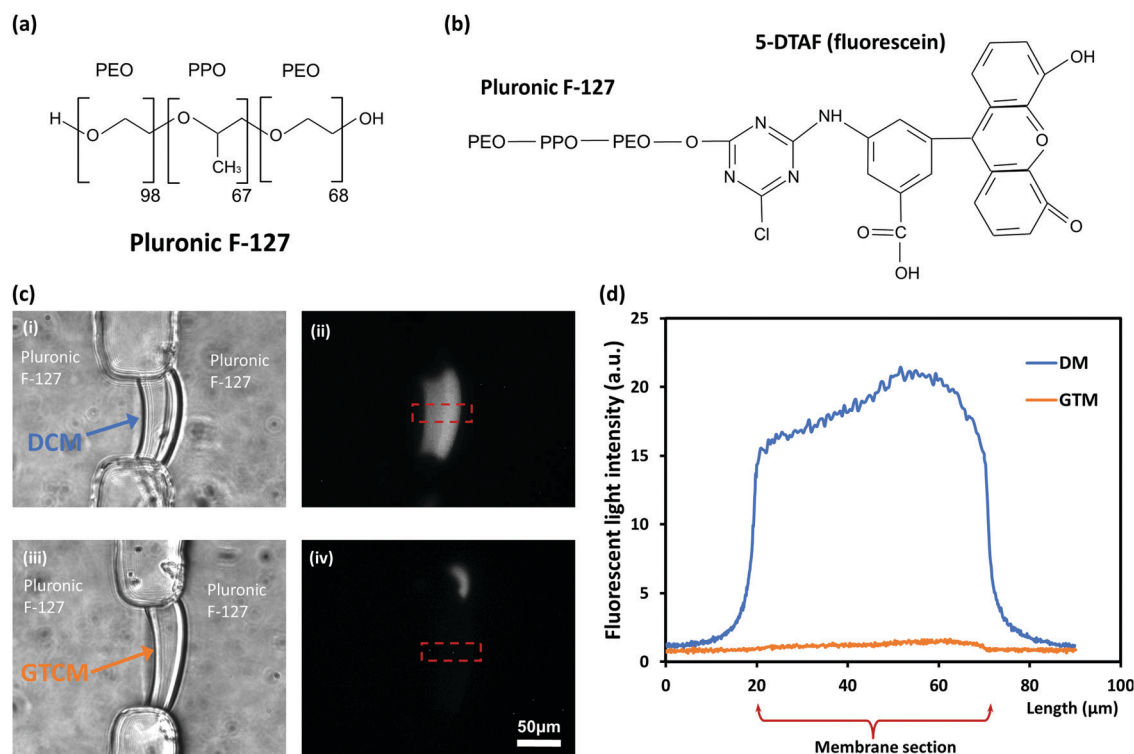 (a)
PEO PPO PEO
H O O O OH
CH₃
98 67 68
Pluronic F-127
(b)
5-DTAF (fluorescein)
Pluronic F-127
OH
PEO PPO PEO O N NH O
N N
Cl
O C O
OH
(c)
(i)
Pluronic
F-127
Pluronic
F-127
DCM
(ii)
(iii)
Pluronic
F-127
Pluronic
F-127
GTCM
(iv)
50μm
(d)
Fluorescent light intensity (a.u.)
25
20
15
10
5
0
DM
GTM
0 20 40 60 80 100
Length (μm)
Membrane section